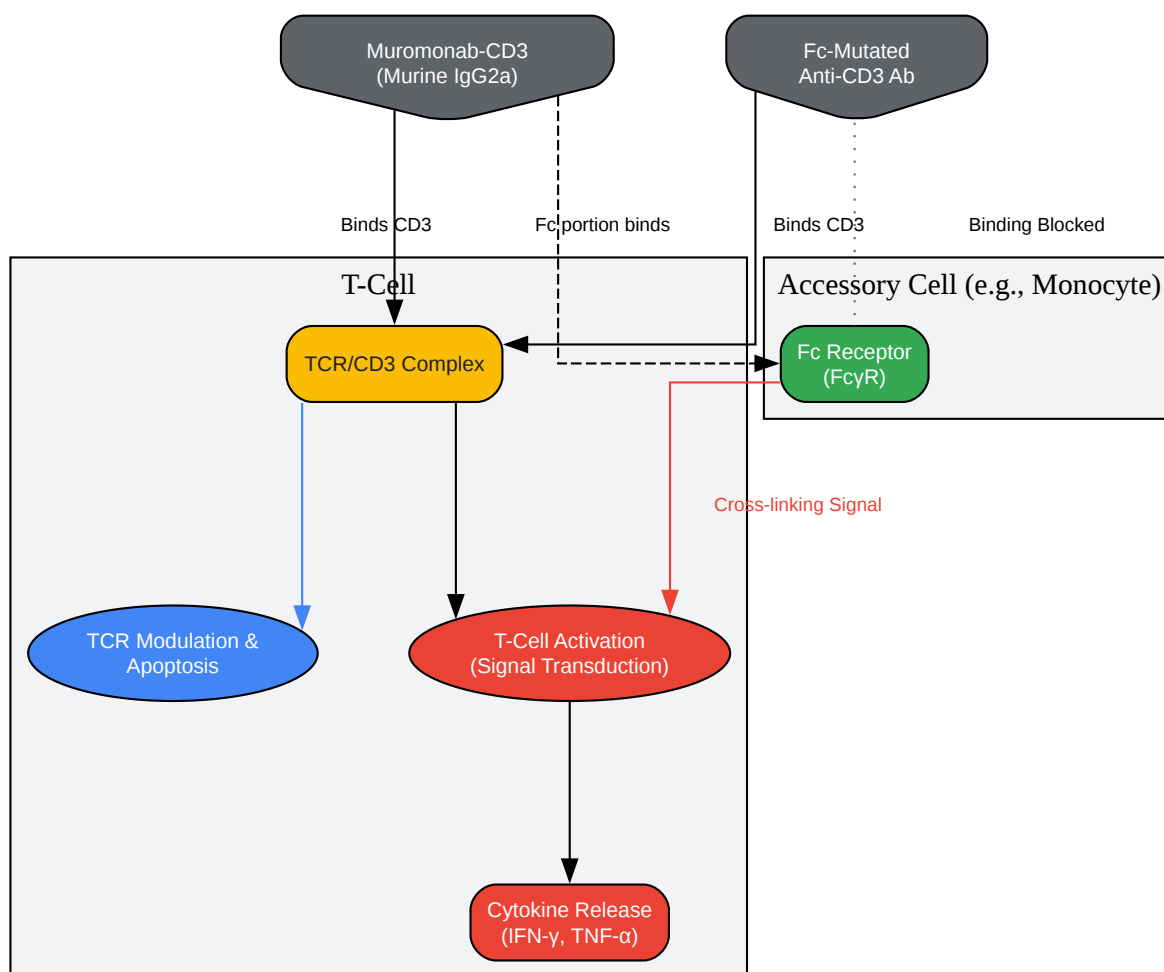 Muromonab-CD3
(Murine IgG2a)
Fc-Mutated
Anti-CD3 Ab
Binds CD3
Fc portion binds
Binds CD3
Binding Blocked
T-Cell
Accessory Cell (e.g., Monocyte)
TCR/CD3 Complex
Fc Receptor
(FcγR)
Cross-linking Signal
TCR Modulation &
Apoptosis
T-Cell Activation
(Signal Transduction)
Cytokine Release
(IFN-γ, TNF-α)